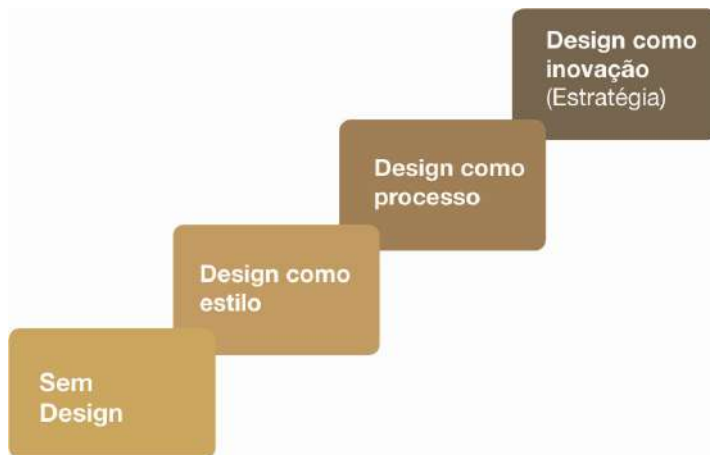 Design como
inovação
(Estratégia)
Design como
processo
Design como
estilo
Sem
Design